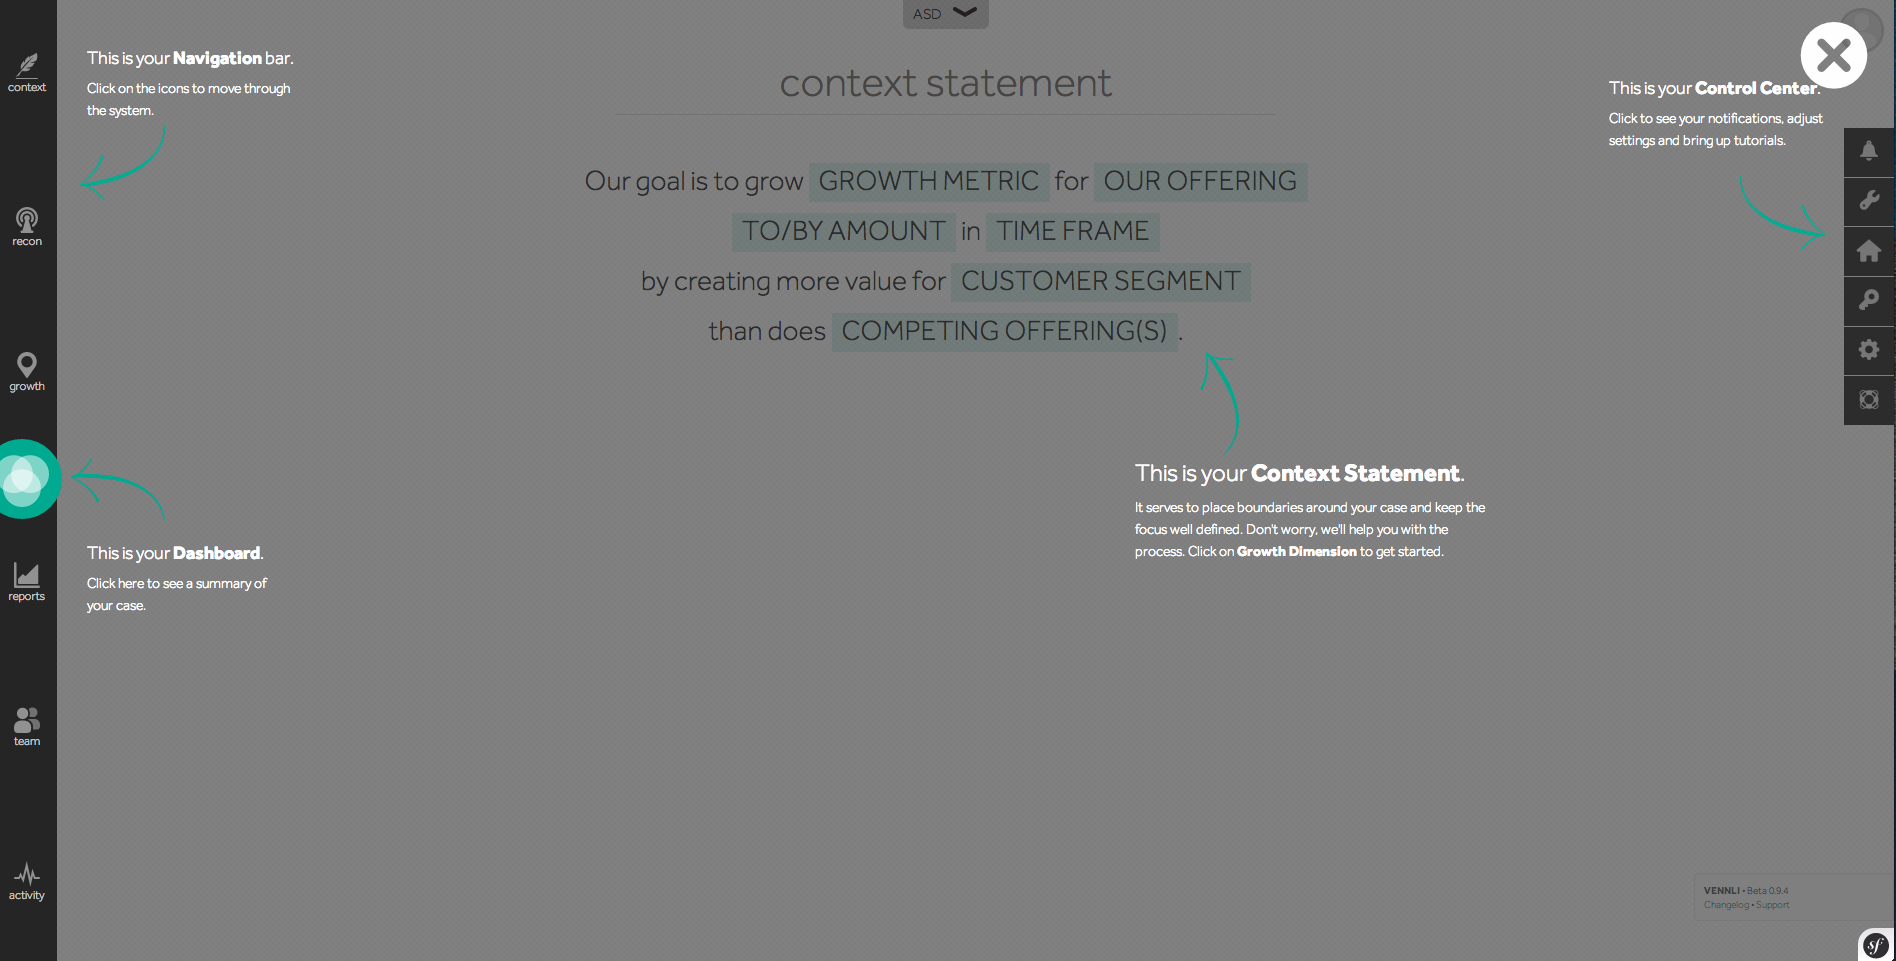 ASD
context statement
Our goal is to grow GROWTH METRIC for OUR OFFERING
TO/BY AMOUNT in TIME FRAME
by creating more value for CUSTOMER SEGMENT
than does COMPETING OFFERING(S).
This is your Navigation bar.
Click on the icons to move through
the system.
This is your Control Center.
Click to see your notifications, adjust
settings and bring up tutorials.
context
recon
growth
reports
team
activity
This is your Dashboard.
Click here to see a summary of
your case.
This is your Context Statement.
It serves to place boundaries around your case and keep the
focus well defined. Don't worry, we'll help you with the
process. Click on Growth Dimension to get started.
VENNLI • Beta 0.9.4
Changelog • Support
sf